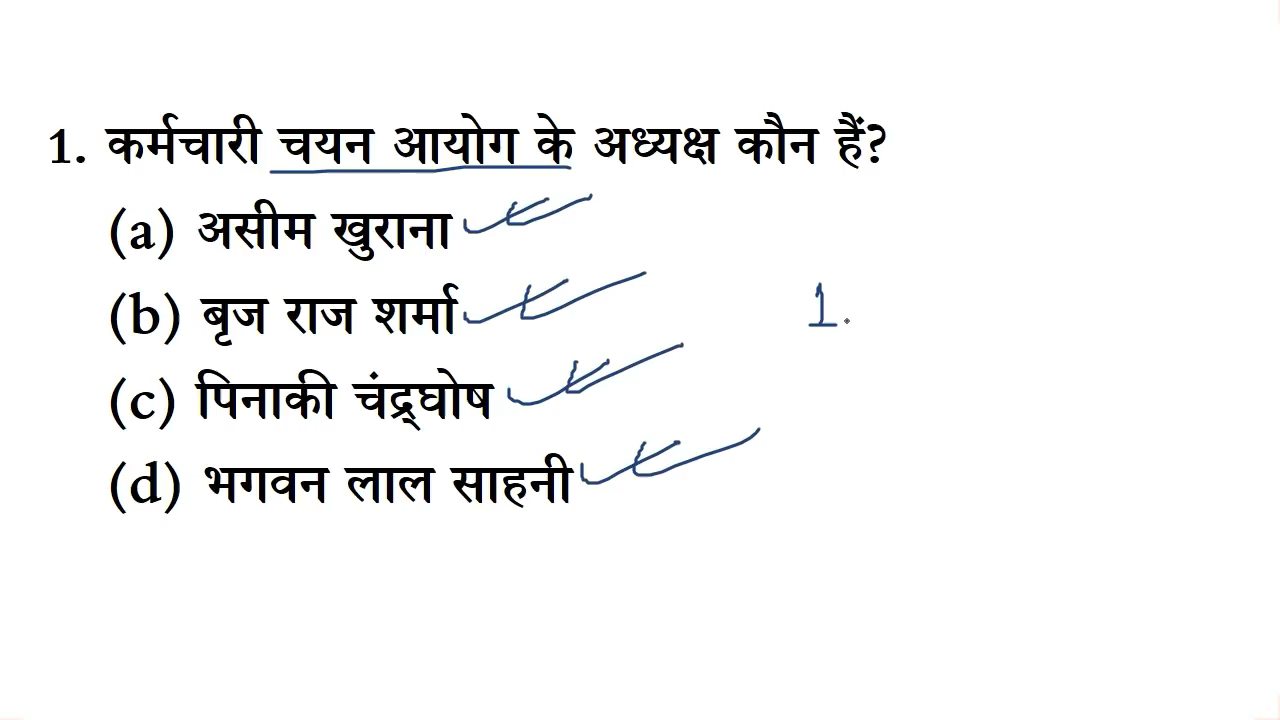 1. कर्मचारी चयन आयोग के अध्यक्ष कौन हैं?
(a) असीम खुराना
(b) बृज राज शर्मा
(c) पिनाकी चंद्रघोष
(d) भगवन लाल साहनी
1.